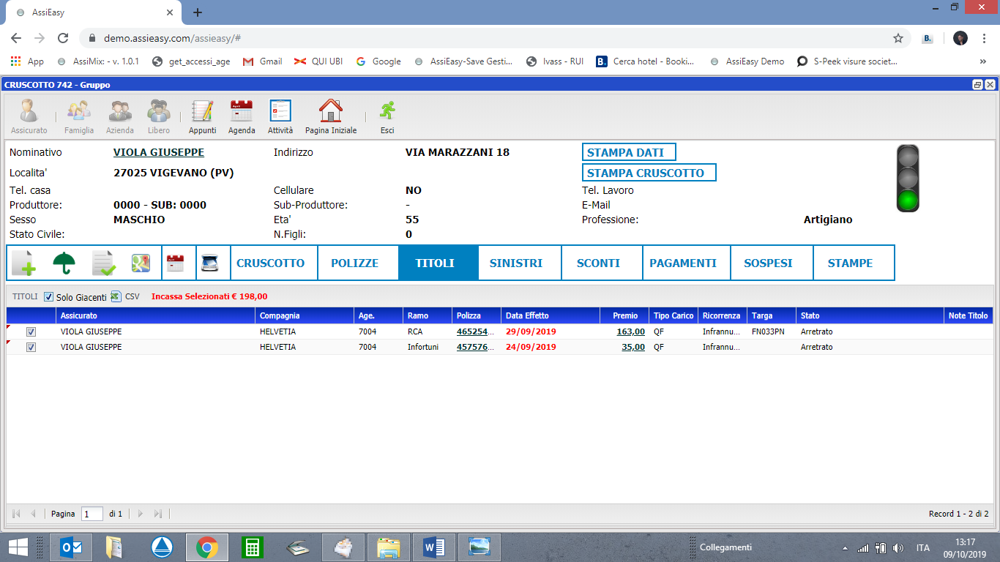 AssiEasy
demo.assieasy.com/assieasy/#
App AssiMix: - v. 1.0.1 get_accessi_age Gmail QUI UBI Google AssiEasy-Save Gesti... Ivass - RUI B. Cerca hotel - Booki... AssiEasy Demo S-Peek visure societ... »
CRUSCOTTO 742 - Gruppo
Assicurato Famiglia Azienda Libero Appunti Agenda Attività Pagina Iniziale Esci
Nominativo VIOLA GIUSEPPE Indirizzo VIA MARAZZANI 18 STAMPA DATI
Localita' 27025 VIGEVANO (PV) STAMPA CRUSCOTTO
Tel. casa Cellulare NO Tel. Lavoro
Produttore: 0000 - SUB: 0000 Sub-Produttore: - E-Mail
Sesso MASCHIO Eta' 55 Professione: Artigiano
Stato Civile: N.Figli: 0
CRUSCOTTO POLIZZE TITOLI SINISTRI SCONTI PAGAMENTI SOSPESI STAMPE
TITOLI Solo Giacenti CSV Incassa Selezionati € 198,00
Assicurato Compagnia Age. Ramo Polizza Data Effetto Premio Tipo Carico Ricorrenza Targa Stato Note Titolo
VIOLA GIUSEPPE HELVETIA 7004 RCA 465254... 29/09/2019 163,00 QF Infrannu... FN033PN Arretrato
VIOLA GIUSEPPE HELVETIA 7004 Infortuni 457576... 24/09/2019 35,00 QF Infrannu... Arretrato
Pagina 1 di 1 Record 1 - 2 di 2
Collegamenti ITA 13:17
09/10/2019